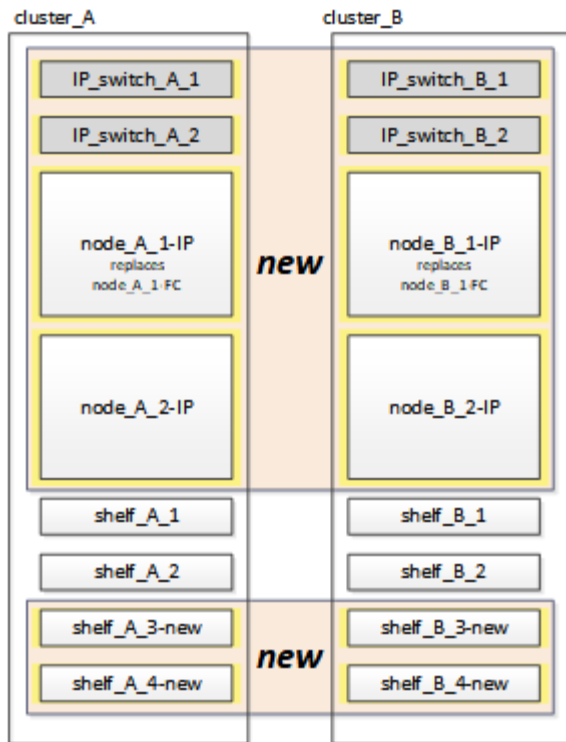 cluster_A
cluster_B
IP_switch_A_1
IP_switch_B_1
IP_switch_A_2
IP_switch_B_2
node_A_1-IP
replaces
node_A_1-FC
new
node_B_1-IP
replaces
node_B_1-FC
node_A_2-IP
node_B_2-IP
shelf_A_1
shelf_B_1
shelf_A_2
shelf_B_2
shelf_A_3-new
shelf_B_3-new
new
shelf_A_4-new
shelf_B_4-new